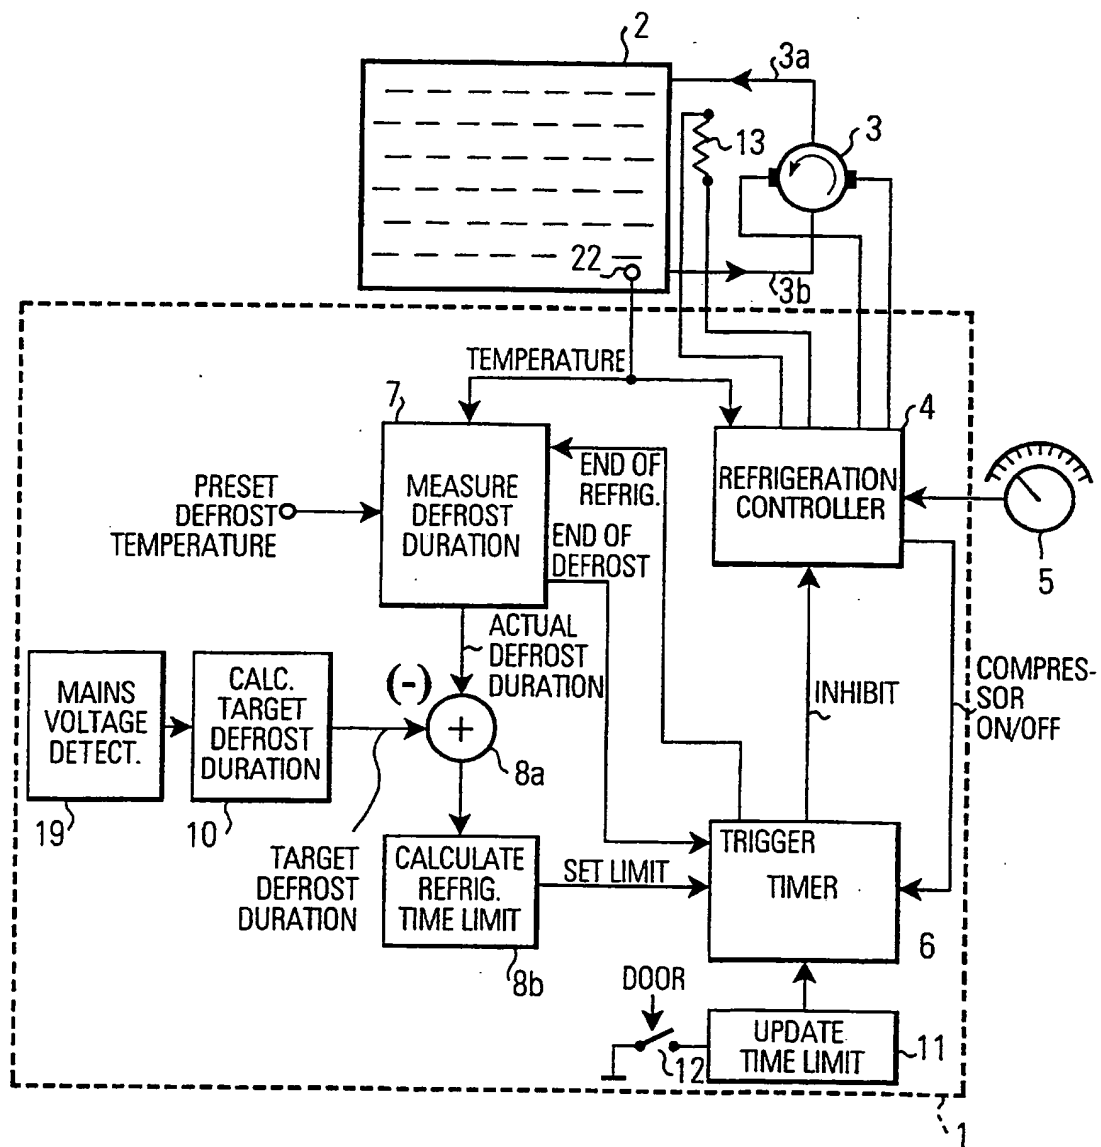 2
3a
13
3
22
3b
TEMPERATURE
7
4
PRESET
DEFROST
TEMPERATURE
MEASURE
DEFROST
DURATION
END OF
REFRIG.
END OF
DEFROST
REFRIGERATION
CONTROLLER
5
ACTUAL
DEFROST
DURATION
(-)
MAINS
VOLTAGE
DETECT.
CALC.
TARGET
DEFROST
DURATION
+
8a
INHIBIT
COMPRES-
SOR
ON/OFF
19
10
TARGET
DEFROST
DURATION
CALCULATE
REFRIG.
TIME LIMIT
SET LIMIT
TRIGGER
TIMER
6
8b
DOOR
12
UPDATE
TIME LIMIT
11
1